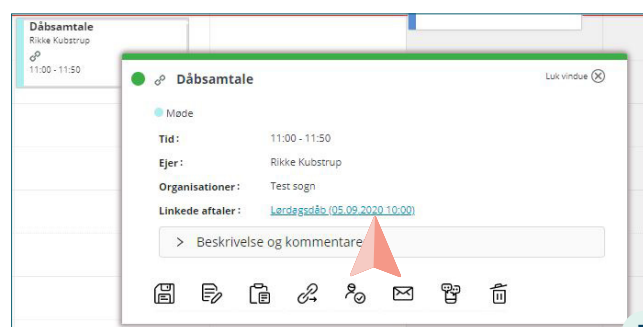 Dåbsamtale
Rikke Kubstrup
11:00 - 11:50
Dåbsamtale
Luk vindue
Møde
Tid:
11:00 - 11:50
Ejer:
Rikke Kubstrup
Organisationer:
Test sogn
Linkede aftaler:
Lørdagsdåb (05.09.2020 10:00)
> Beskrivelse og kommentare